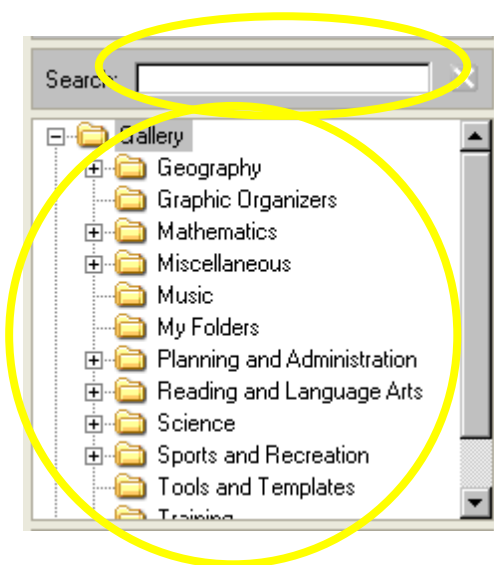 Search:
Gallery
Geography
Graphic Organizers
Mathematics
Miscellaneous
Music
My Folders
Planning and Administration
Reading and Language Arts
Science
Sports and Recreation
Tools and Templates
Training